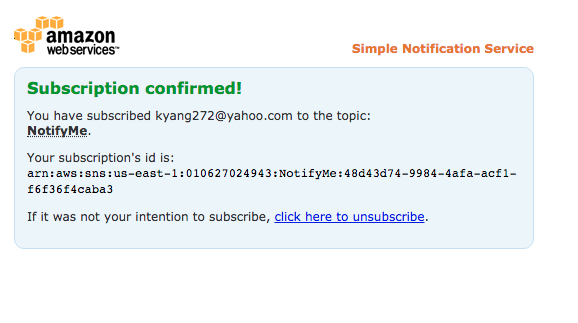 amazon
webservices™
Simple Notification Service
Subscription confirmed!
You have subscribed kyang272@yahoo.com to the topic:
NotifyMe.
Your subscription's id is:
arn:aws:sns:us-east-1:010627024943:NotifyMe:48d43d74-9984-4afa-acf1-
f6f36f4caba3
If it was not your intention to subscribe, click here to unsubscribe.